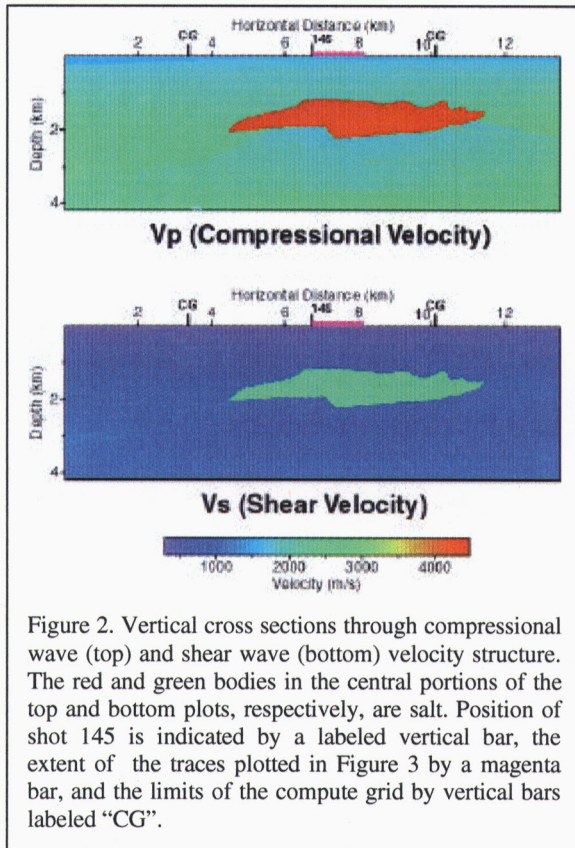 Horizontal Distance (km)
2 CG 4 6 145 8 10 CG 12
Depth (km)
2
4
Vp (Compressional Velocity)
Horizontal Distance (km)
2 CG 4 6 145 8 10 CG 12
Depth (km)
2
4
Vs (Shear Velocity)
1000 2000 3000 4000
Velocity (m/s)
Figure 2. Vertical cross sections through compressional
wave (top) and shear wave (bottom) velocity structure.
The red and green bodies in the central portions of the
top and bottom plots, respectively, are salt. Position of
shot 145 is indicated by a labeled vertical bar, the
extent of the traces plotted in Figure 3 by a magenta
bar, and the limits of the compute grid by vertical bars
labeled “CG”.